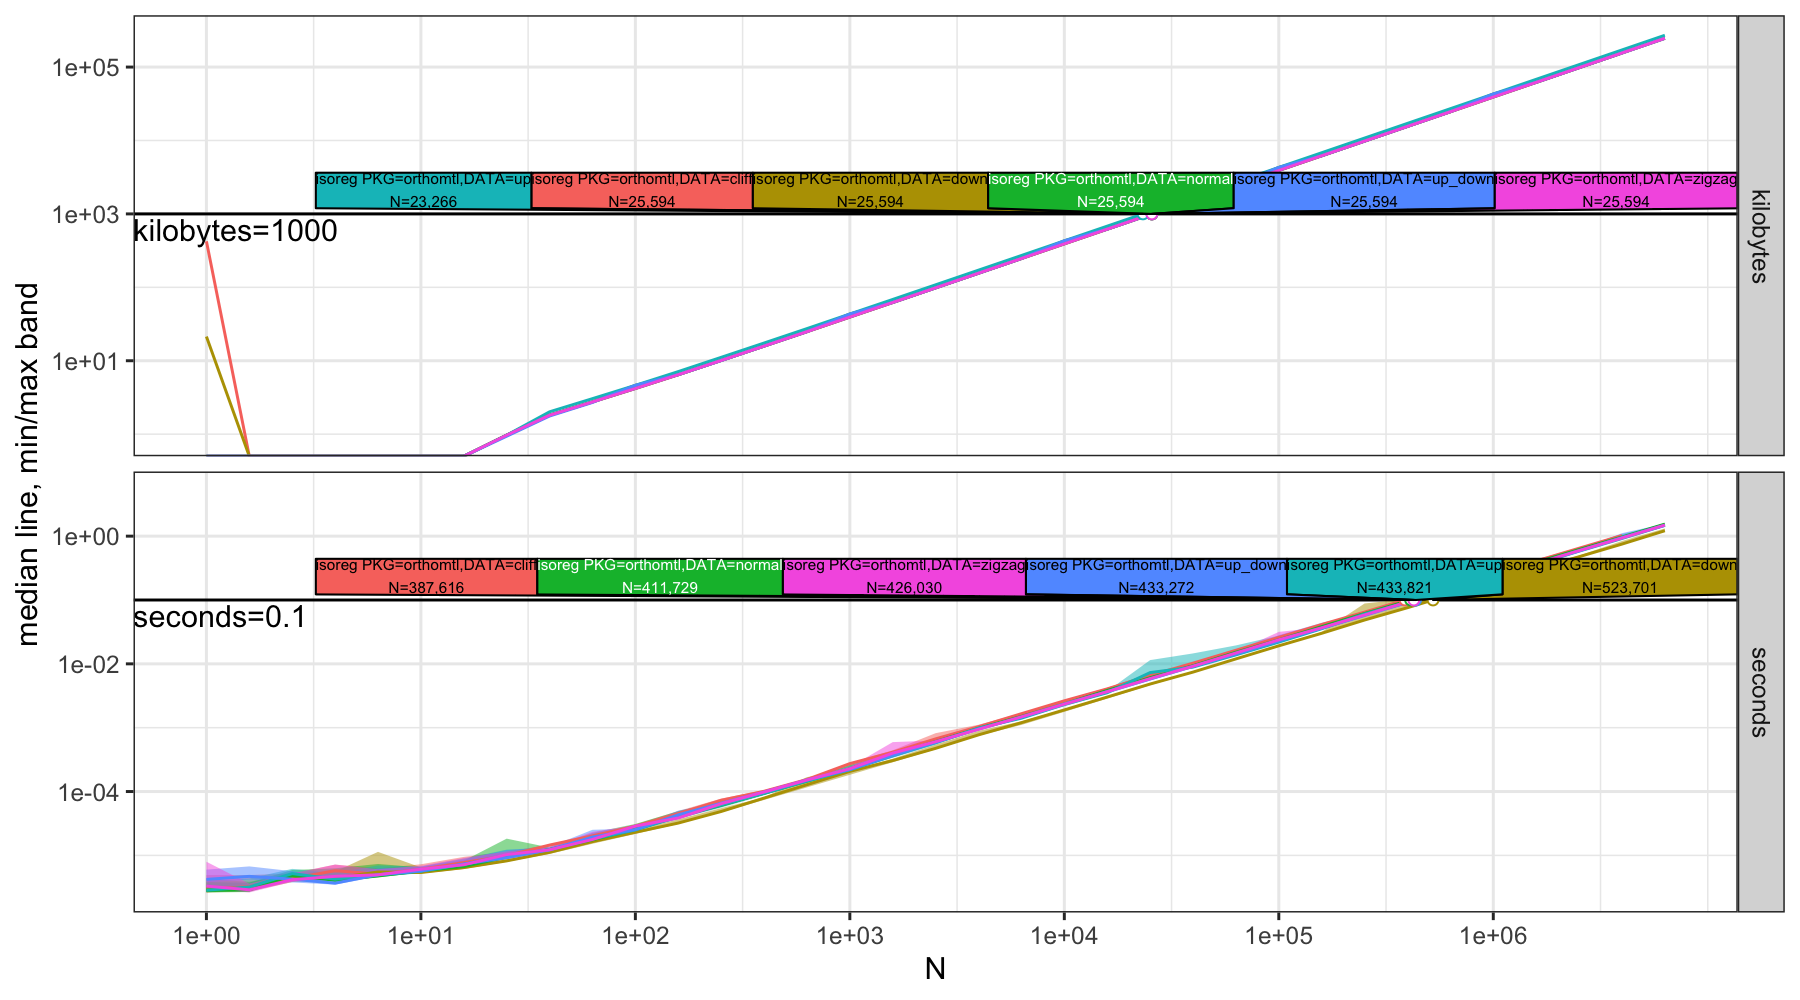 median line, min/max band
1e+05
1e+03
1e+01
kilobytes=1000
isoreg PKG=orthomtl,DATA=up
N=23,266
isoreg PKG=orthomtl,DATA=cliff
N=25,594
isoreg PKG=orthomtl,DATA=down
N=25,594
isoreg PKG=orthomtl,DATA=normal
N=25,594
isoreg PKG=orthomtl,DATA=up_down
N=25,594
isoreg PKG=orthomtl,DATA=zigzag
N=25,594
kilobytes
1e+00
1e-02
1e-04
seconds=0.1
isoreg PKG=orthomtl,DATA=cliff
N=387,616
isoreg PKG=orthomtl,DATA=normal
N=411,729
isoreg PKG=orthomtl,DATA=zigzag
N=426,030
isoreg PKG=orthomtl,DATA=up_down
N=433,272
isoreg PKG=orthomtl,DATA=up
N=433,821
isoreg PKG=orthomtl,DATA=down
N=523,701
seconds
1e+00 1e+01 1e+02 1e+03 1e+04 1e+05 1e+06
N